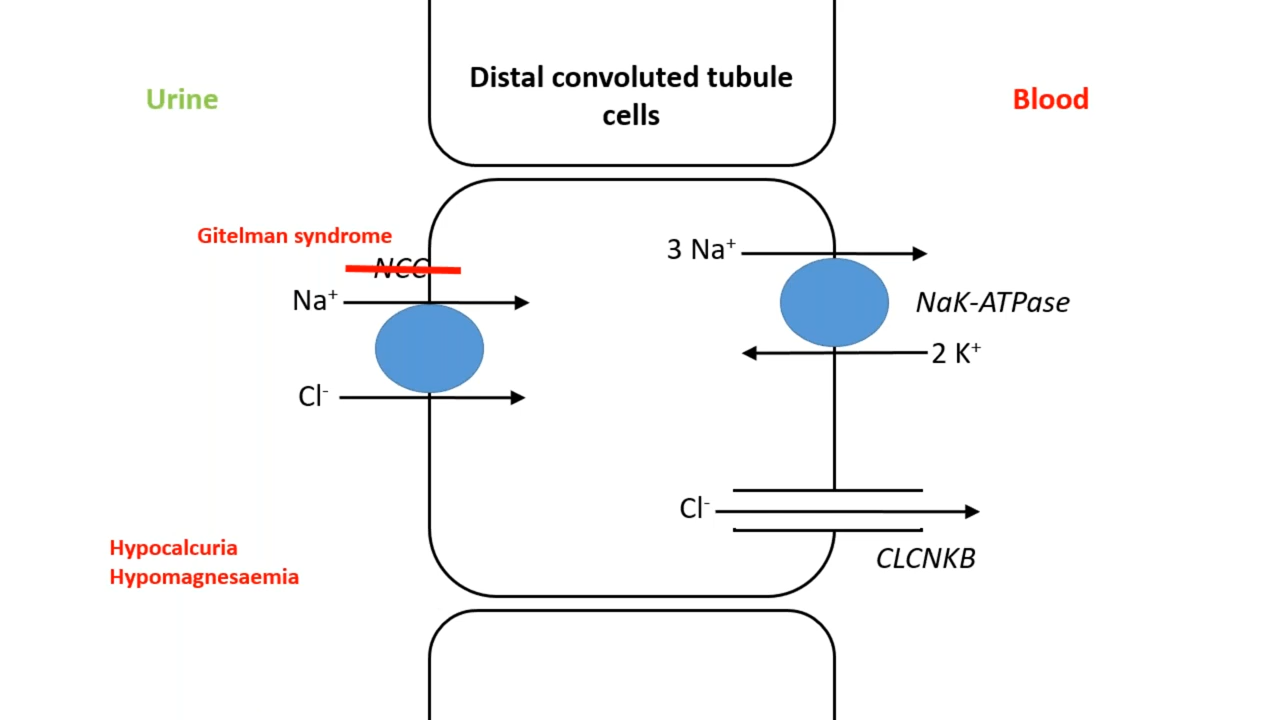 Distal convoluted tubule
cells
Urine
Blood
Gitelman syndrome
NCC
Na⁺
Cl⁻
3 Na⁺
NaK-ATPase
2 K⁺
Cl⁻
CLCNKB
Hypocalcuria
Hypomagnesaemia